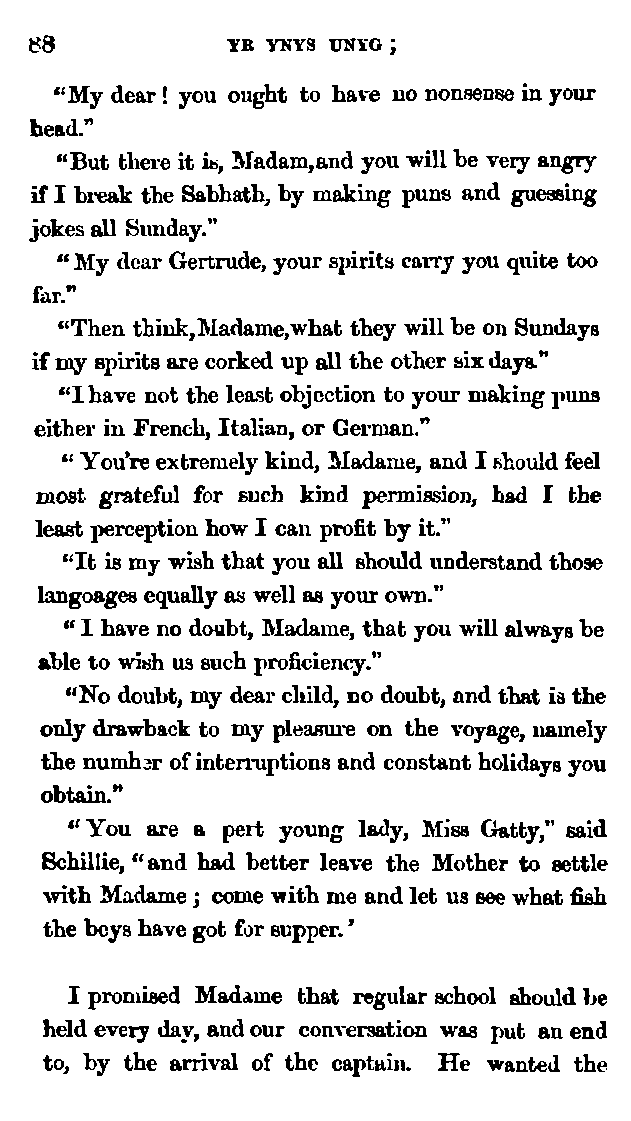 88 YR YNYS UNYG ;
"My dear ! you ought to have no nonsense in your
head."
"But there it is, Madam,and you will be very angry
if I break the Sabbath, by making puns and guessing
jokes all Sunday."
"My dear Gertrude, your spirits carry you quite too
far."
"Then think,Madame,what they will be on Sundays
if my spirits are corked up all the other six days."
"I have not the least objection to your making puns
either in French, Italian, or German."
" You're extremely kind, Madame, and I should feel
most grateful for such kind permission, had I the
least perception how I can profit by it."
"It is my wish that you all should understand those
langoages equally as well as your own."
" I have no doubt, Madame, that you will always be
able to wish us such proficiency."
"No doubt, my dear child, no doubt, and that is the
only drawback to my pleasure on the voyage, namely
the number of interruptions and constant holidays you
obtain."
" You are a pert young lady, Miss Gatty," said
Schillie, "and had better leave the Mother to settle
with Madame ; come with me and let us see what fish
the boys have got for supper.'
I promised Madame that regular school should be
held every day, and our conversation was put an end
to, by the arrival of the captain. He wanted the